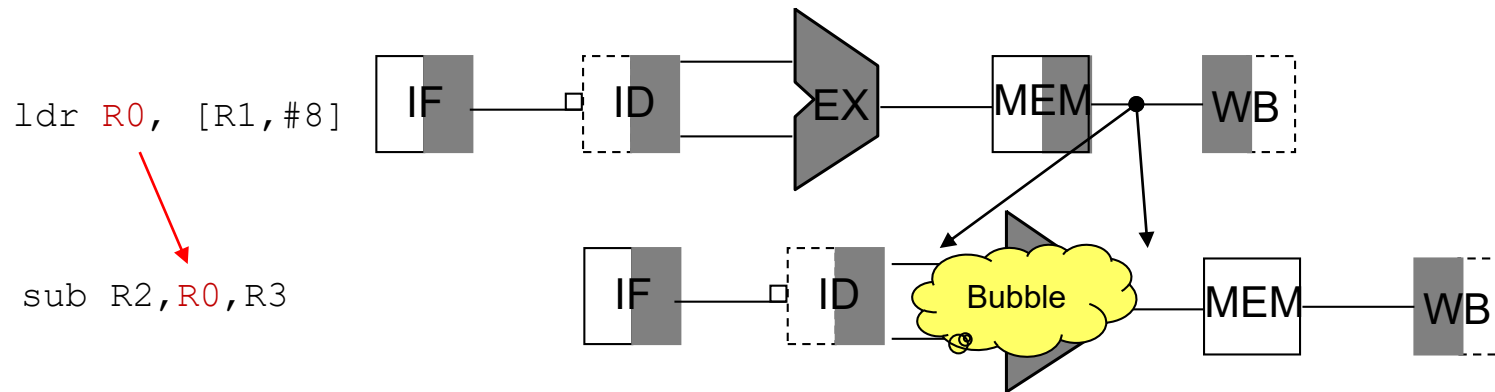 ldr R0, [R1,#8]
IF ID EX MEM WB
sub R2,R0,R3
IF ID Bubble MEM WB